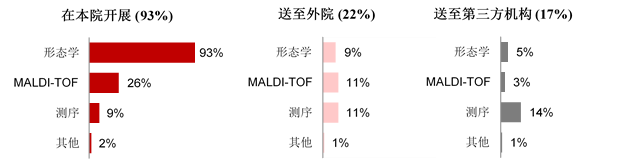 在本院开展 (93%)
形态学 93%
MALDI-TOF 26%
测序 9%
其他 2%
送至外院 (22%)
形态学 9%
MALDI-TOF 11%
测序 11%
其他 1%
送至第三方机构 (17%)
形态学 5%
MALDI-TOF 3%
测序 14%
其他 1%